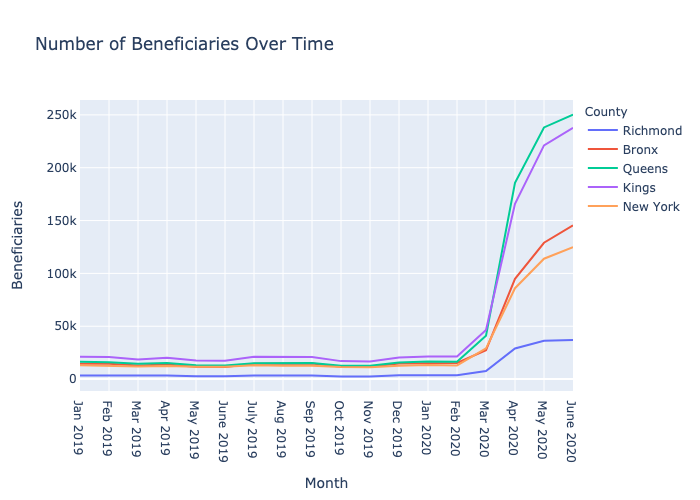 Number of Beneficiaries Over Time
County
Richmond
Bronx
Queens
Kings
New York
Beneficiaries
250k
200k
150k
100k
50k
0
Jan 2019
Feb 2019
Mar 2019
Apr 2019
May 2019
June 2019
July 2019
Aug 2019
Sep 2019
Oct 2019
Nov 2019
Dec 2019
Jan 2020
Feb 2020
Mar 2020
Apr 2020
May 2020
June 2020
Month